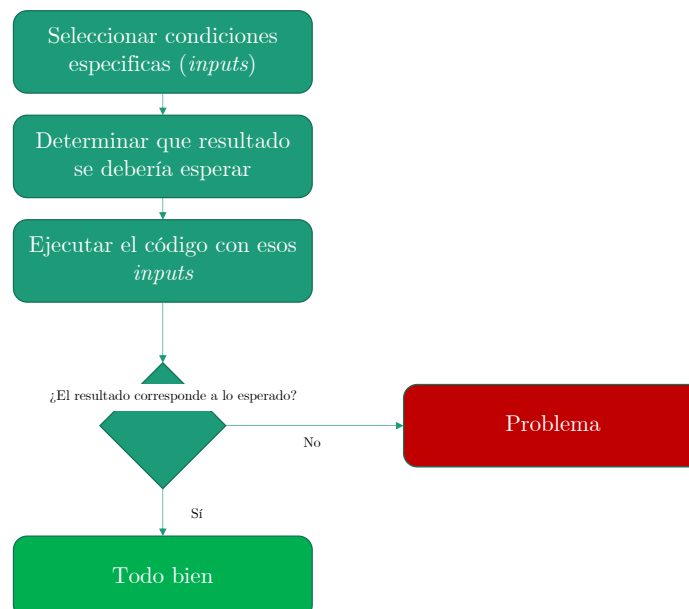 Seleccionar condiciones
especificas (inputs)
Determinar que resultado
se debería esperar
Ejecutar el código con esos
inputs
¿El resultado corresponde a lo esperado?
No
Problema
Sí
Todo bien